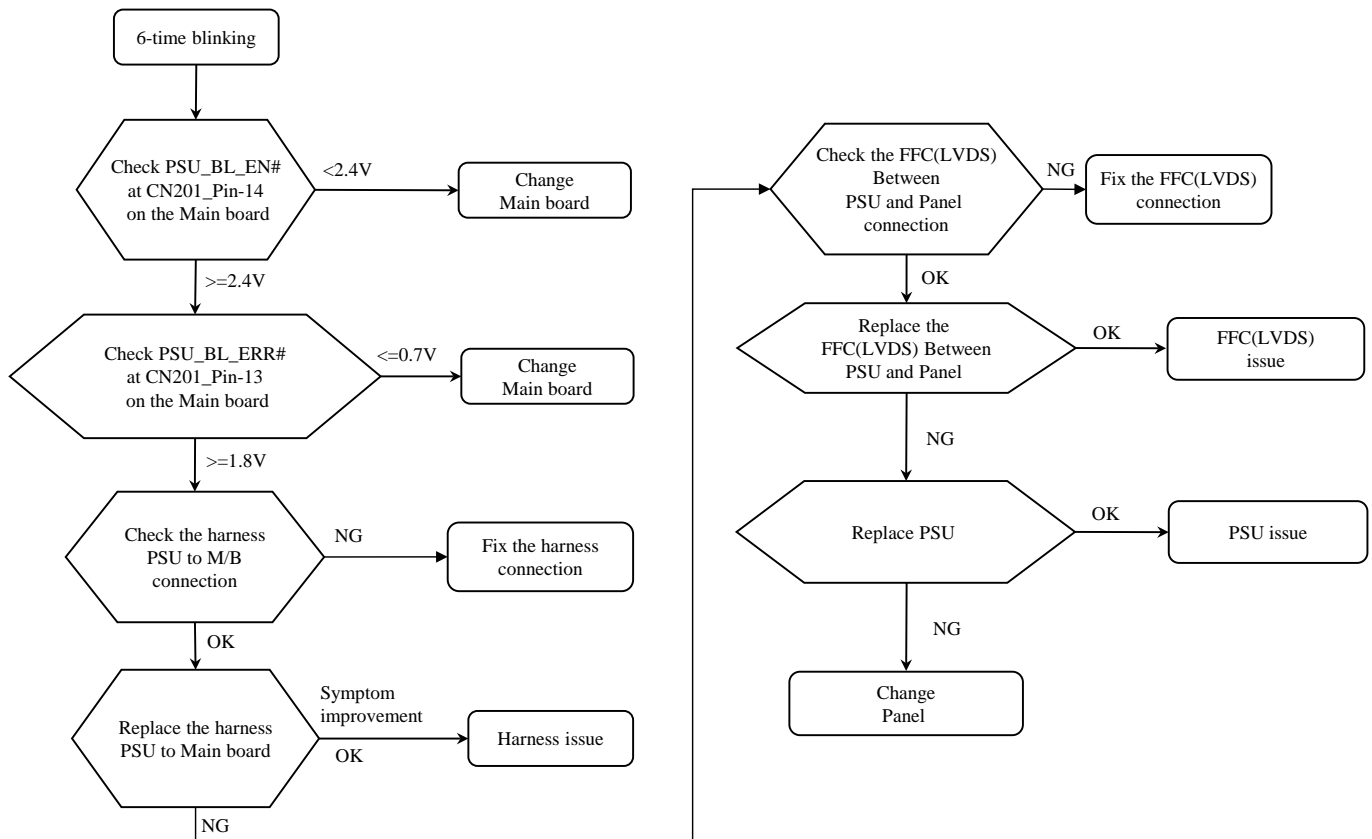 6-time blinking
Check PSU_BL_EN#
at CN201_Pin-14
on the Main board
<2.4V
Change
Main board
>=2.4V
Check PSU_BL_ERR#
at CN201_Pin-13
on the Main board
<=0.7V
Change
Main board
>=1.8V
Check the harness
PSU to M/B
connection
NG
Fix the harness
connection
OK
Replace the harness
PSU to Main board
Symptom
improvement
OK
Harness issue
NG
Check the FFC(LVDS)
Between
PSU and Panel
connection
NG
Fix the FFC(LVDS)
connection
OK
Replace the
FFC(LVDS) Between
PSU and Panel
OK
FFC(LVDS)
issue
NG
Replace PSU
OK
PSU issue
NG
Change
Panel